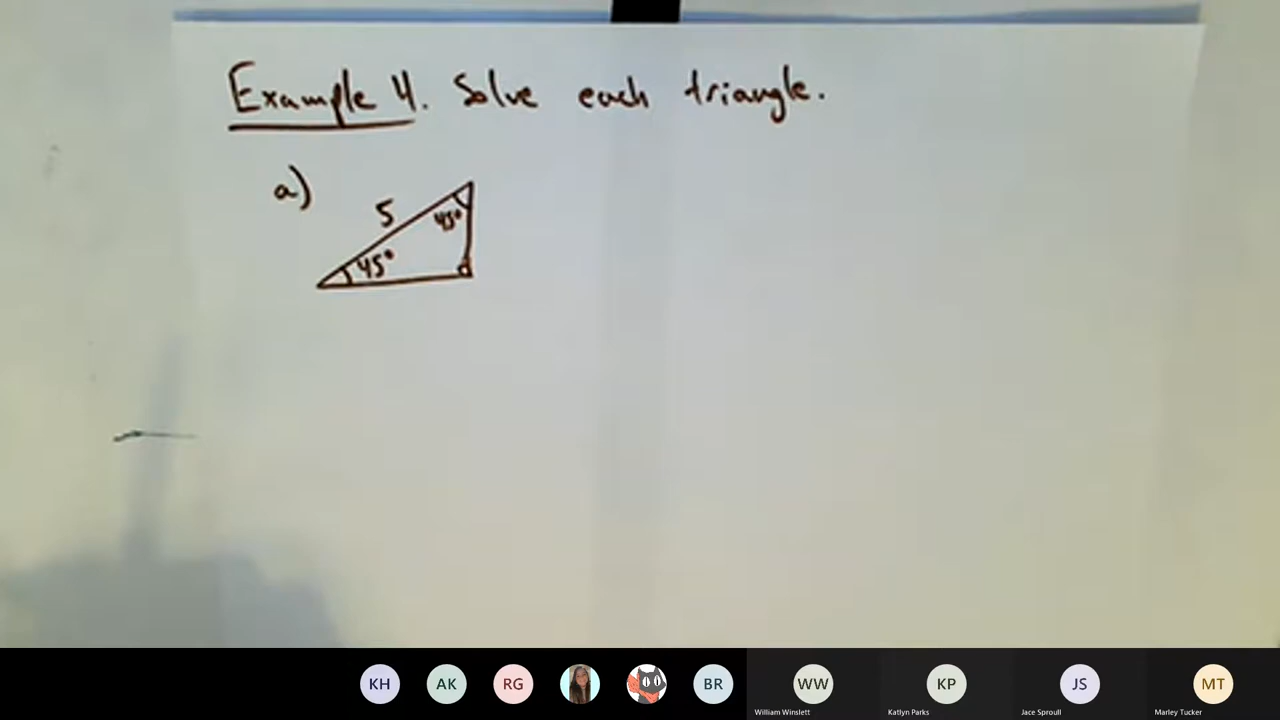 Example 4. Solve each triangle.
a)
5
45°
45°
KH AK RG BR WW KP JS MT
William Winslett Katlyn Parks Jace Sproull Marley Tucker